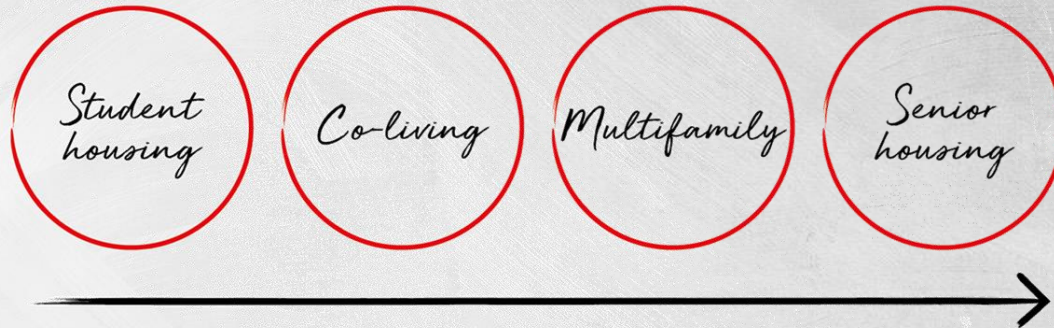 Student
housing
Co-living
Multifamily
Senior
housing